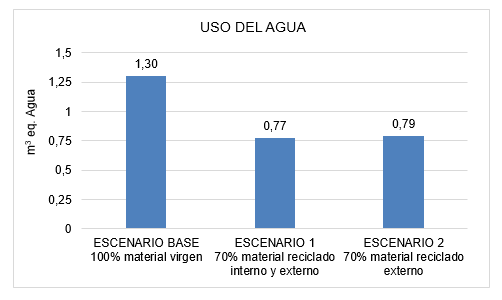 USO DEL AGUA
m³ eq. Agua
1,5
1,25
1
0,75
0,5
0,25
0
1,30
0,77
0,79
ESCENARIO BASE
100% material virgen
ESCENARIO 1
70% material reciclado
interno y externo
ESCENARIO 2
70% material reciclado
externo